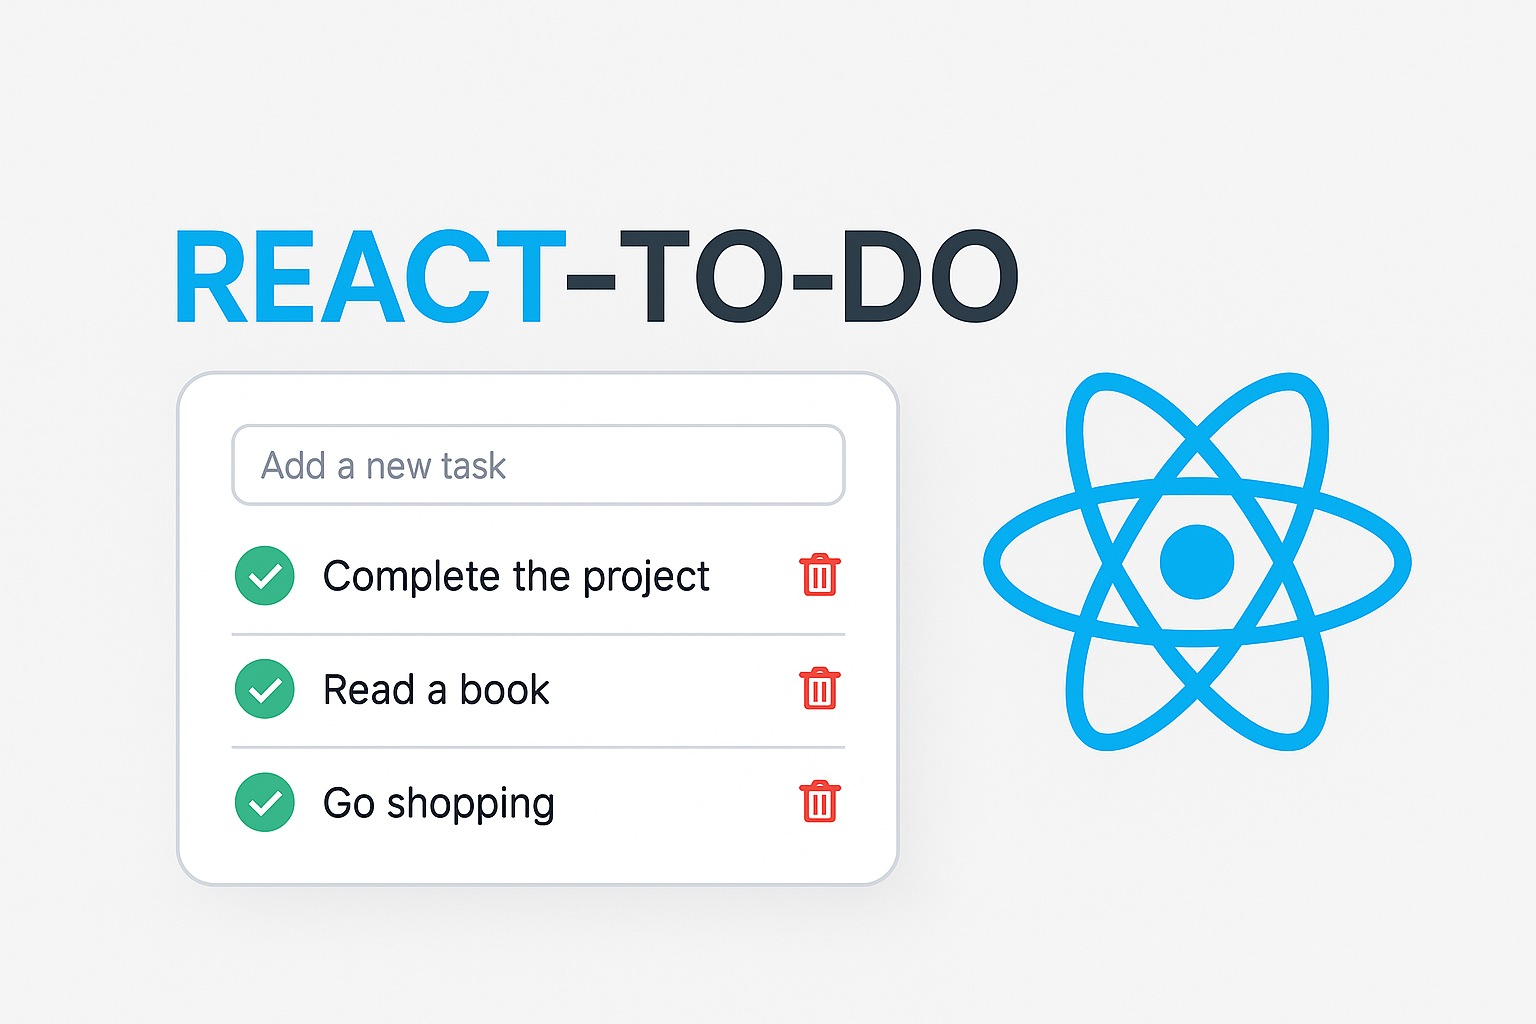 REACT-TO-DO
Add a new task
Complete the project
Read a book
Go shopping